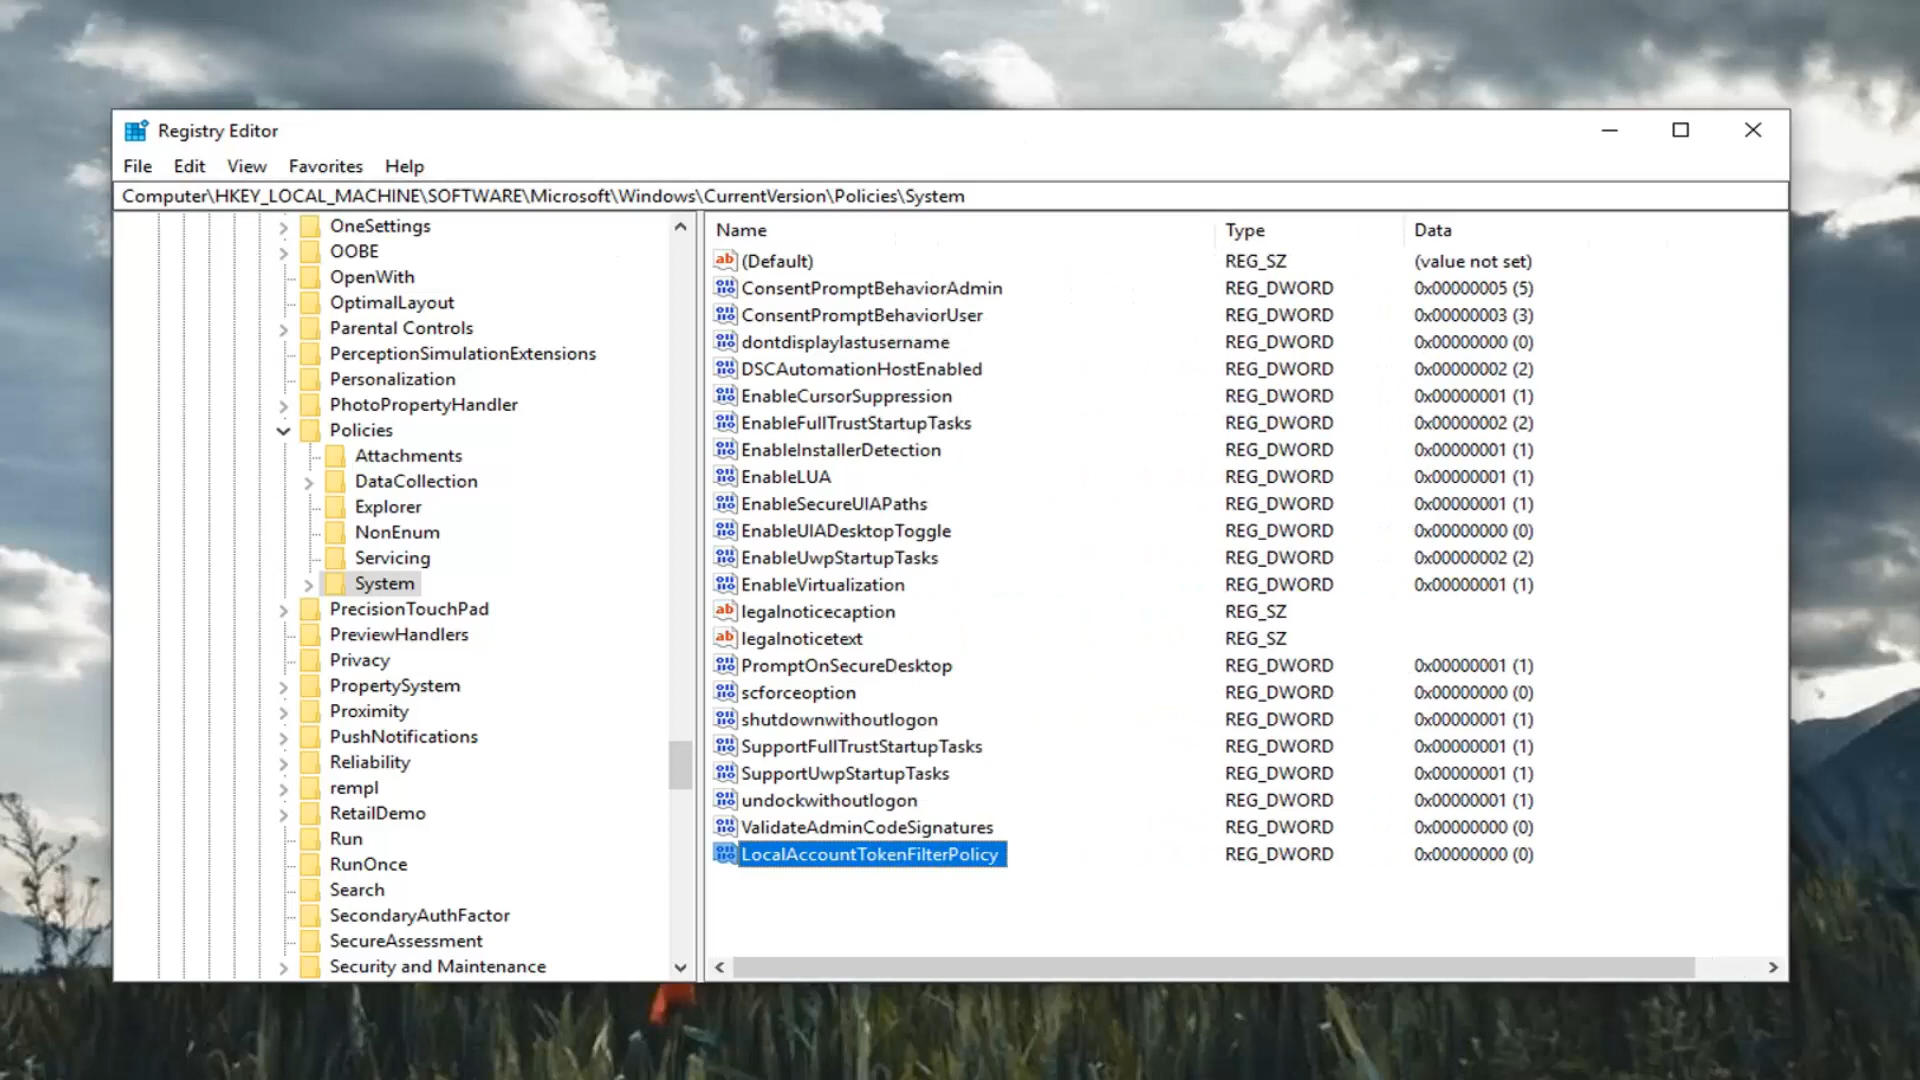 Registry Editor
File Edit View Favorites Help
Computer\HKEY_LOCAL_MACHINE\SOFTWARE\Microsoft\Windows\CurrentVersion\Policies\System
OneSettings
OOBE
OpenWith
OptimalLayout
Parental Controls
PerceptionSimulationExtensions
Personalization
PhotoPropertyHandler
Policies
Attachments
DataCollection
Explorer
NonEnum
Servicing
System
PrecisionTouchPad
PreviewHandlers
Privacy
PropertySystem
Proximity
PushNotifications
Reliability
rempl
RetailDemo
Run
RunOnce
Search
SecondaryAuthFactor
SecureAssessment
Security and Maintenance
Name Type Data
(Default) REG_SZ (value not set)
ConsentPromptBehaviorAdmin REG_DWORD 0x00000005 (5)
ConsentPromptBehaviorUser REG_DWORD 0x00000003 (3)
dontdisplaylastusername REG_DWORD 0x00000000 (0)
DSCAutomationHostEnabled REG_DWORD 0x00000002 (2)
EnableCursorSuppression REG_DWORD 0x00000001 (1)
EnableFullTrustStartupTasks REG_DWORD 0x00000002 (2)
EnableInstallerDetection REG_DWORD 0x00000001 (1)
EnableLUA REG_DWORD 0x00000001 (1)
EnableSecureUIAPaths REG_DWORD 0x00000001 (1)
EnableUIADesktopToggle REG_DWORD 0x00000000 (0)
EnableUwpStartupTasks REG_DWORD 0x00000002 (2)
EnableVirtualization REG_DWORD 0x00000001 (1)
legalnoticecaption REG_SZ
legalnoticetext REG_SZ
PromptOnSecureDesktop REG_DWORD 0x00000001 (1)
scforceoption REG_DWORD 0x00000000 (0)
shutdownwithoutlogon REG_DWORD 0x00000001 (1)
SupportFullTrustStartupTasks REG_DWORD 0x00000001 (1)
SupportUwpStartupTasks REG_DWORD 0x00000001 (1)
undockwithoutlogon REG_DWORD 0x00000001 (1)
ValidateAdminCodeSignatures REG_DWORD 0x00000000 (0)
LocalAccountTokenFilterPolicy REG_DWORD 0x00000000 (0)